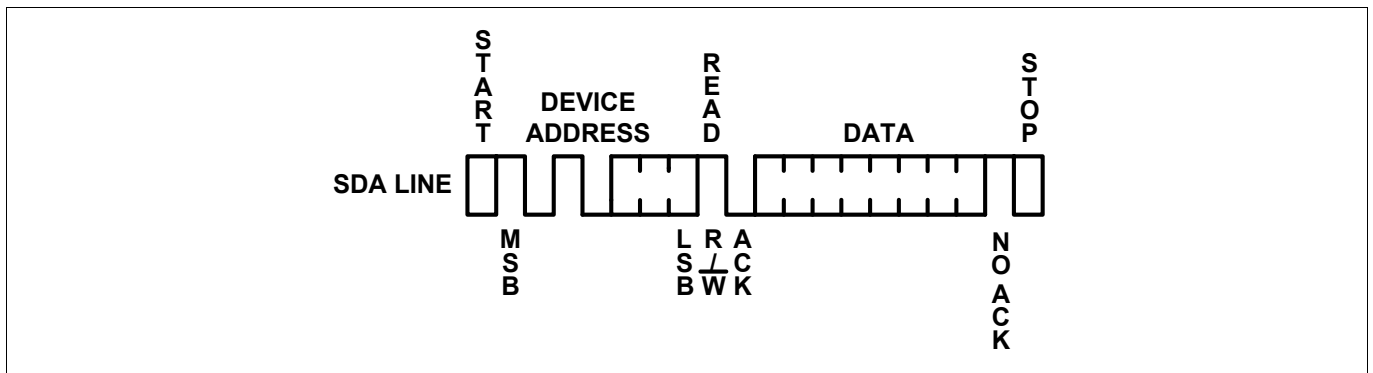 START
DEVICE
ADDRESS
READ
DATA
STOP
SDA LINE
MSB
LSB
R/W
ACK
NO ACK